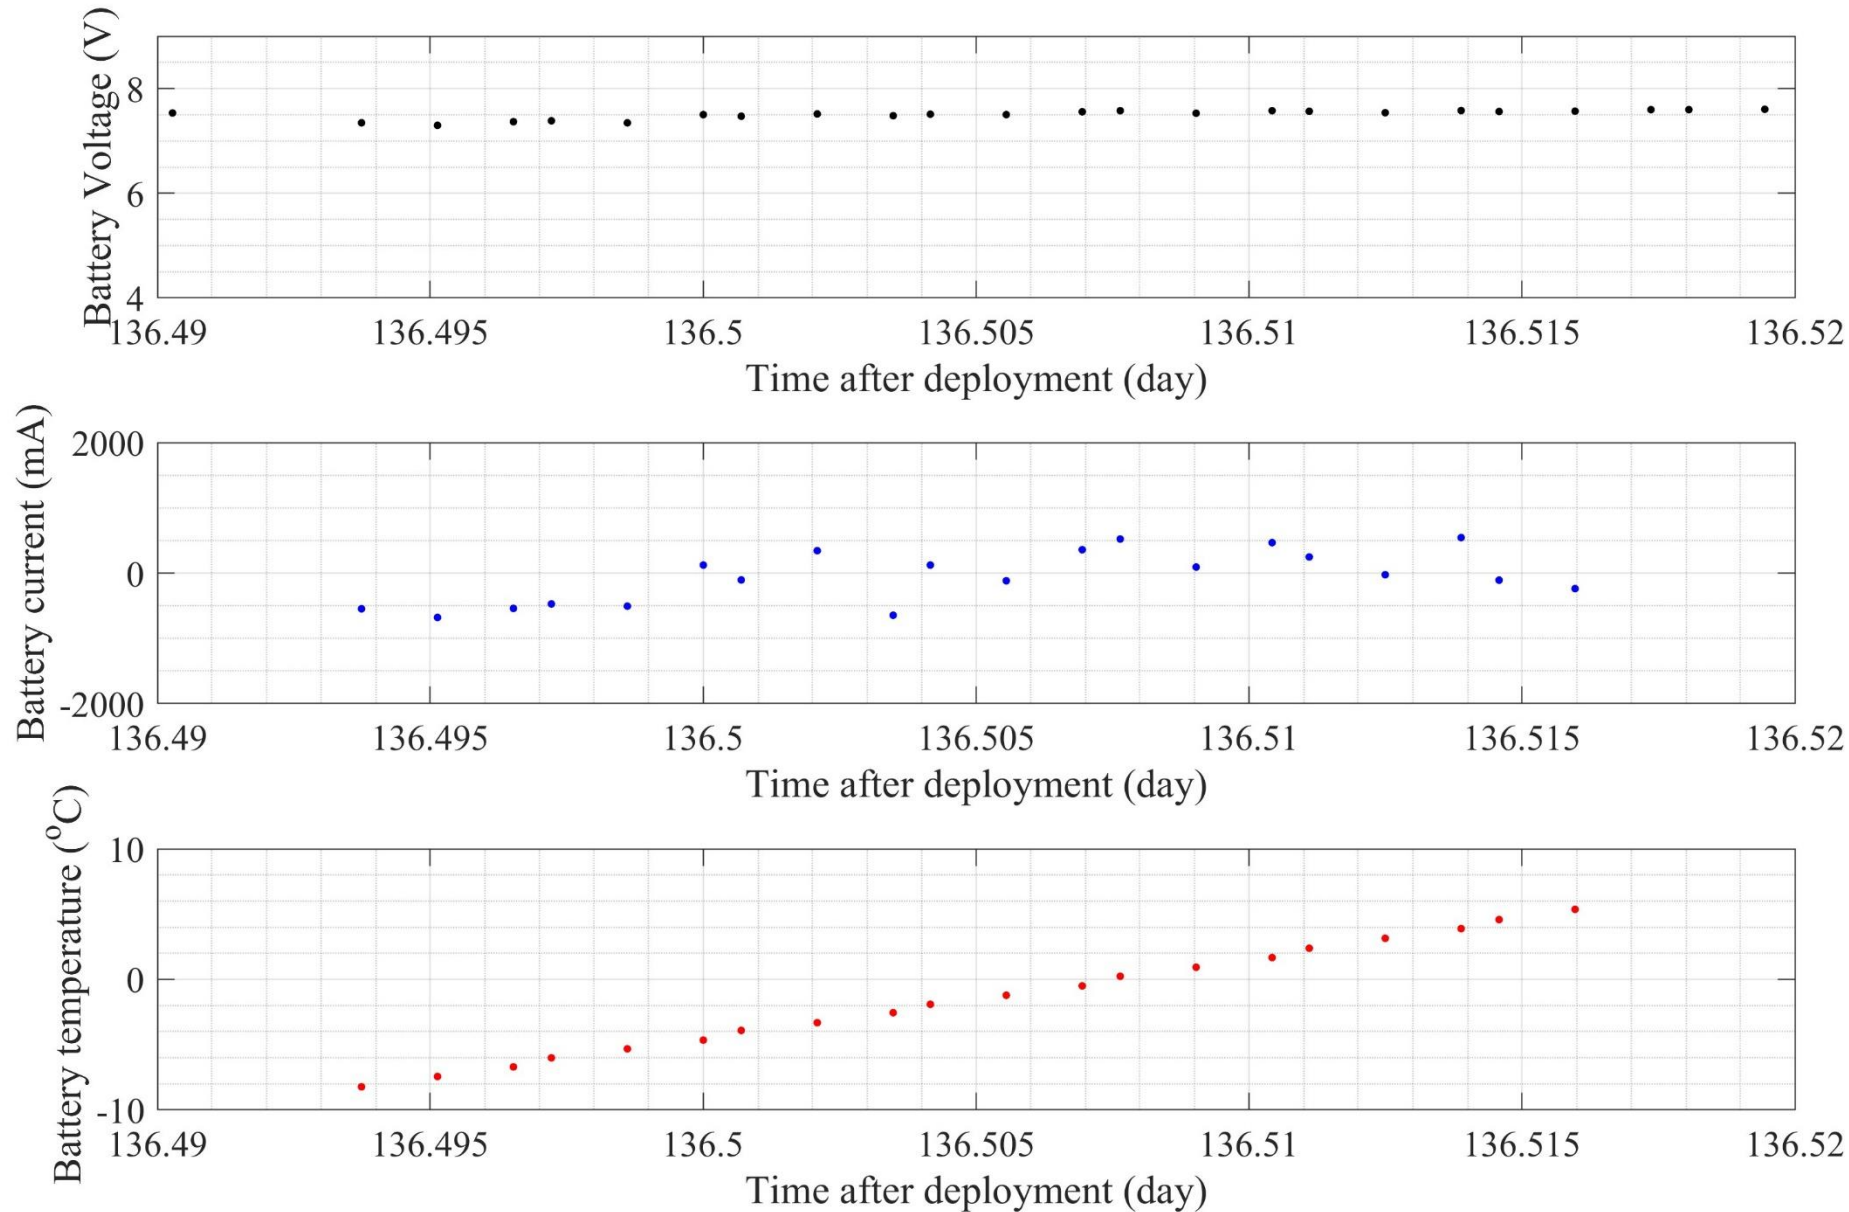 Battery Voltage (V)
8
6
4
136.49 136.495 136.5 136.505 136.51 136.515 136.52
Time after deployment (day)
Battery current (mA)
2000
0
-2000
136.49 136.495 136.5 136.505 136.51 136.515 136.52
Time after deployment (day)
Battery temperature (°C)
10
0
-10
136.49 136.495 136.5 136.505 136.51 136.515 136.52
Time after deployment (day)